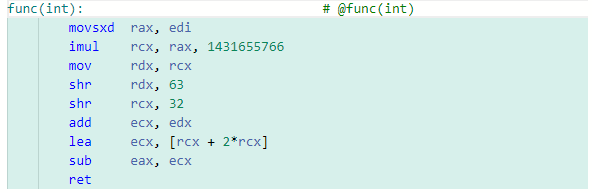 func(int): # @func(int)
movsxd rax, edi
imul rcx, rax, 1431655766
mov rdx, rcx
shr rdx, 63
shr rcx, 32
add ecx, edx
lea ecx, [rcx + 2*rcx]
sub eax, ecx
ret